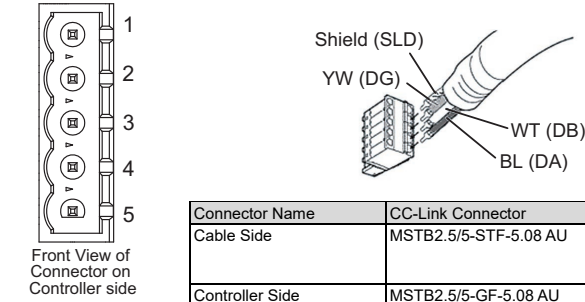 1
2
3
4
5
Front View of
Connector on
Controller side
Shield (SLD)
YW (DG)
WT (DB)
BL (DA)
Connector Name CC-Link Connector
Cable Side MSTB2.5/5-STF-5.08 AU
Controller Side MSTB2.5/5-GF-5.08 AU